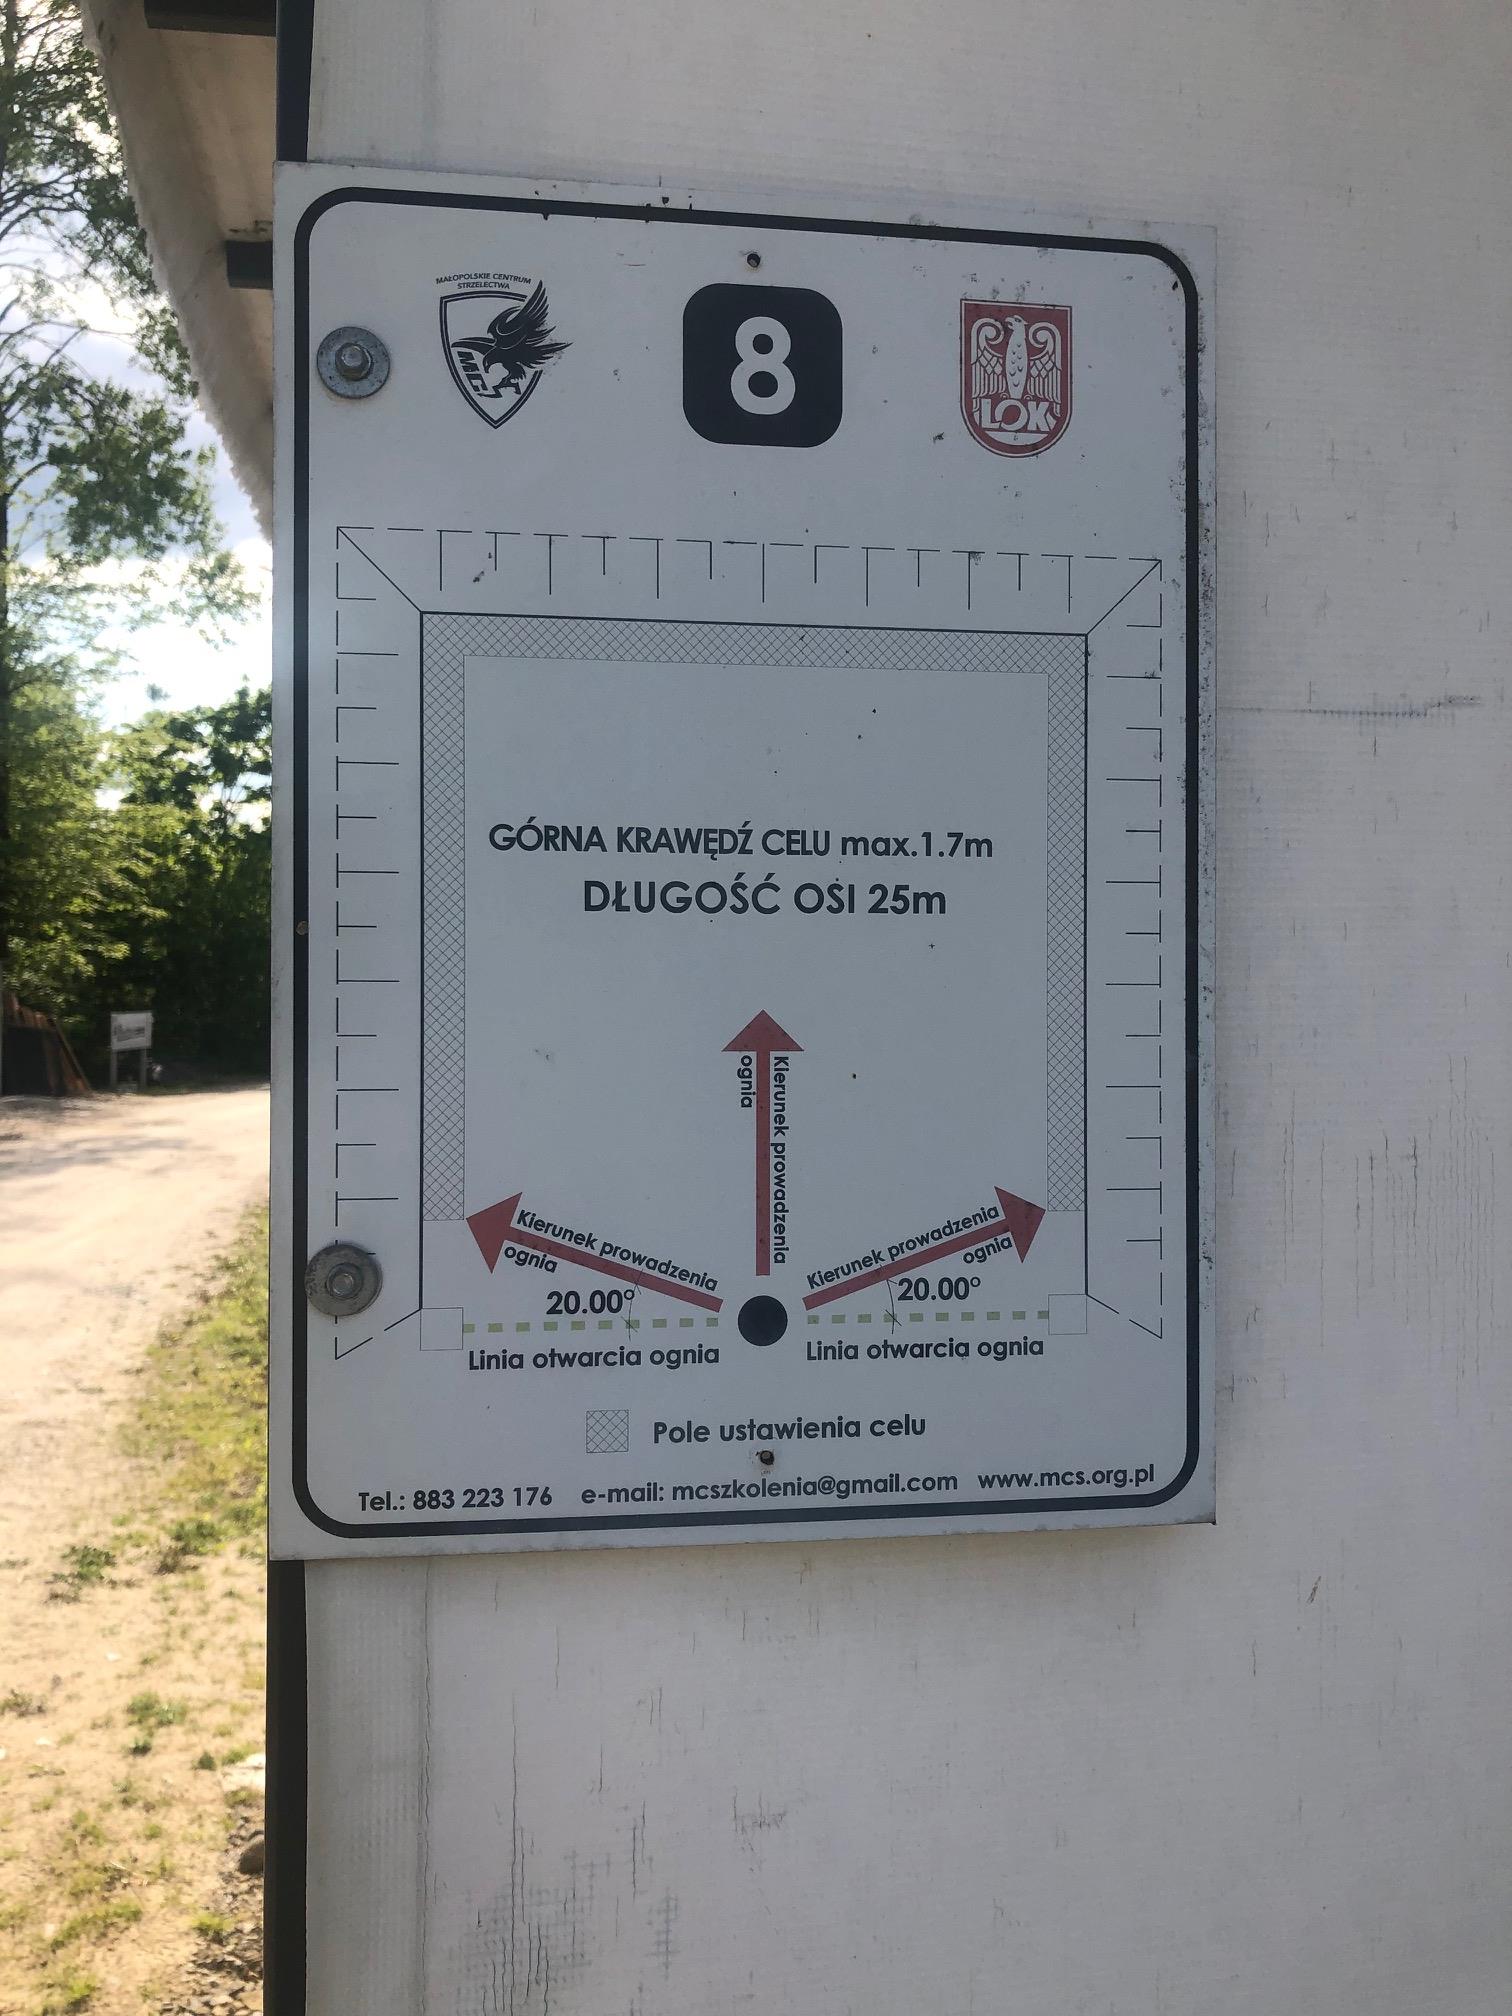 MAŁOPOLSKIE CENTRUM
STRZELECTWA
MCS
8
LOK
GÓRNA KRAWĘDŹ CELU max.1.7m
DŁUGOŚĆ OSI 25m
Kierunek prowadzenia
ognia
Kierunek prowadzenia
ognia
20.00°
Kierunek prowadzenia
ognia
20.00°
Linia otwarcia ognia
Linia otwarcia ognia
Pole ustawienia celu
Tel.: 883 223 176 e-mail: mcszkolenia@gmail.com www.mcs.org.pl